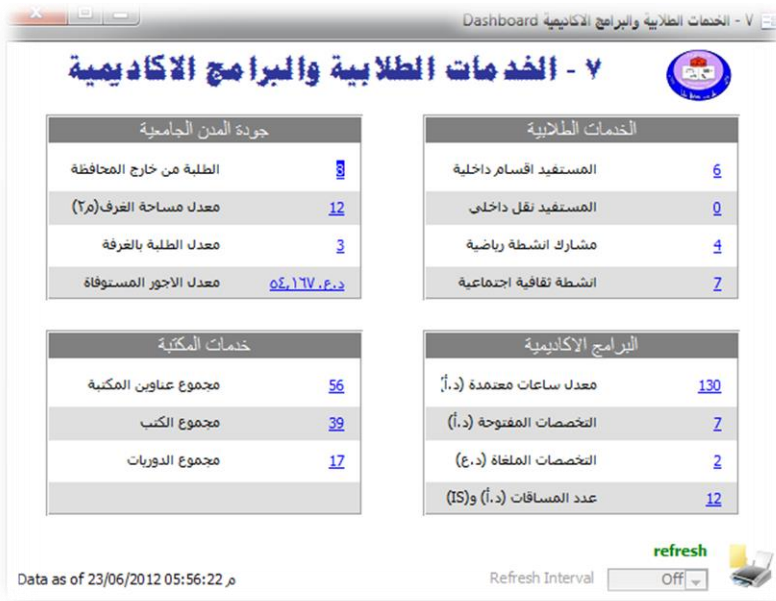 ٧ - الخدمات الطلابية والبرامج الاكاديمية Dashboard
٧ - الخدمات الطلابية والبرامج الاكاديمية
الخدمات الطلابية
6 المستفيد اقسام داخلية
0 المستفيد نقل داخلي
4 مشارك انشطة رياضية
7 انشطة ثقافية اجتماعية
جودة المدن الجامعية
8 الطلبة من خارج المحافظة
12 معدل مساحة الغرف(م٢)
3 معدل الطلبة بالغرفة
د.ع. ٥٤,١٦٧ معدل الاجور المستوفاة
البرامج الاكاديمية
130 معدل ساعات معتمدة (د.أ)
7 التخصصات المفتوحة (د.أ)
2 التخصصات الملغاة (د.ع)
12 عدد المساقات (د.أ) و(IS)
خدمات المكتبة
56 مجموع عناوين المكتبة
39 مجموع الكتب
17 مجموع الدوريات
refresh
Refresh Interval Off
Data as of 23/06/2012 05:56:22 م